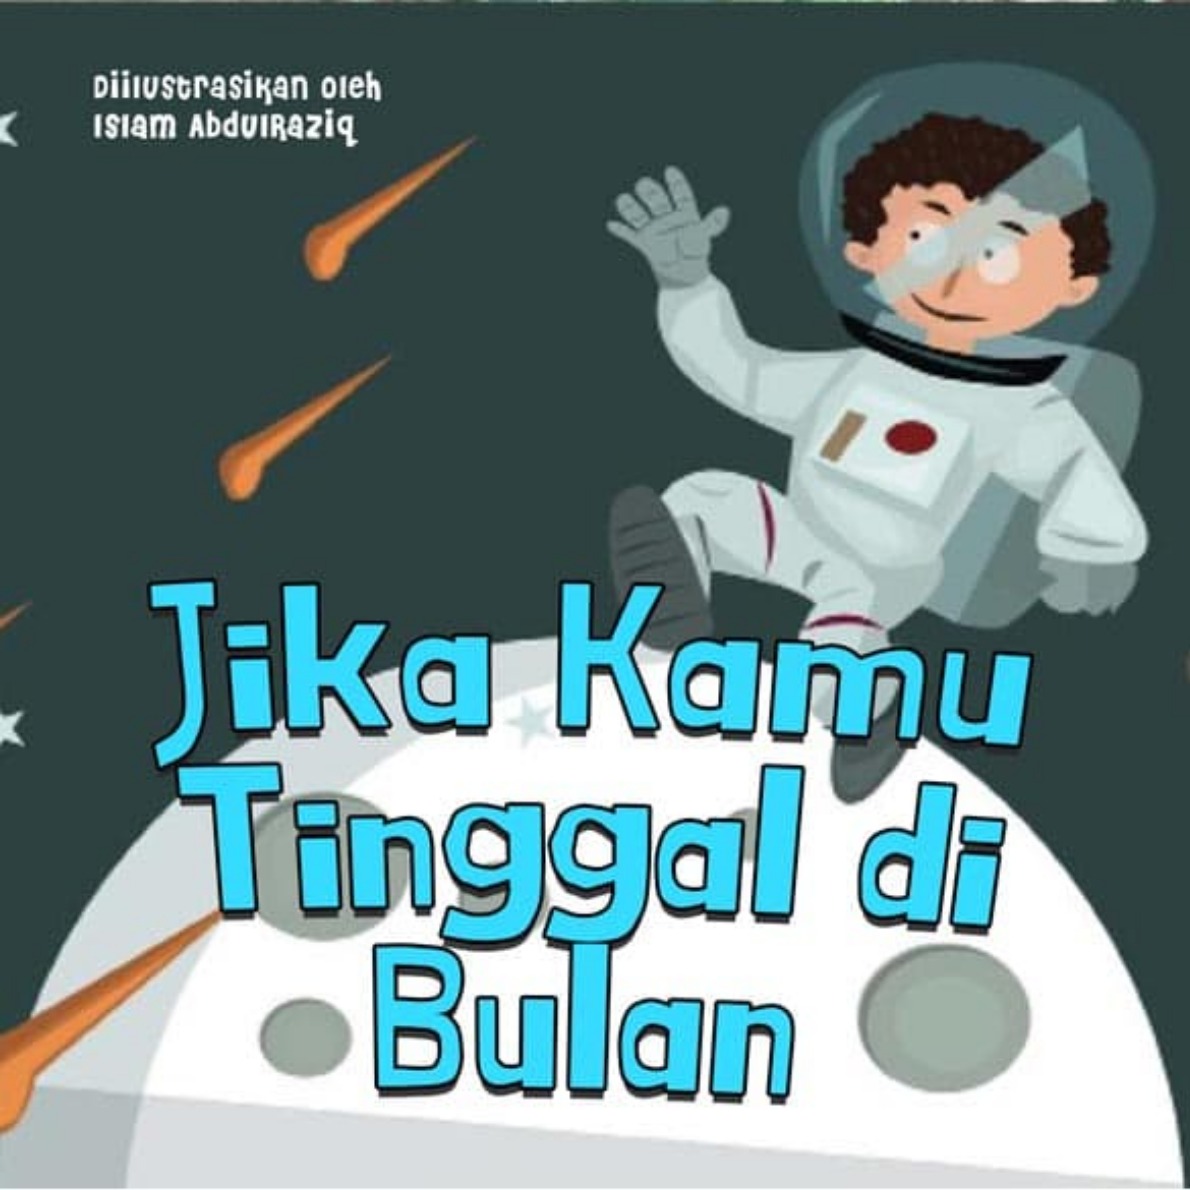 Diilustrasikan oleh
Islam AbdulRaziq
Jika Kamu
Tinggal di
Bulan